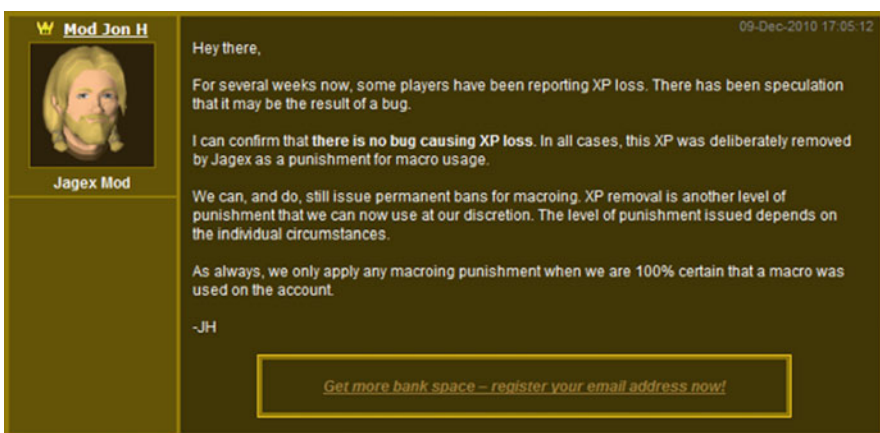 Mod Jon H
Jagex Mod
09-Dec-2010 17:05:12
Hey there,
For several weeks now, some players have been reporting XP loss. There has been speculation
that it may be the result of a bug.
I can confirm that there is no bug causing XP loss. In all cases, this XP was deliberately removed
by Jagex as a punishment for macro usage.
We can, and do, still issue permanent bans for macroing. XP removal is another level of
punishment that we can now use at our discretion. The level of punishment issued depends on
the individual circumstances.
As always, we only apply any macroing punishment when we are 100% certain that a macro was
used on the account.
-JH
Get more bank space – register your email address now!